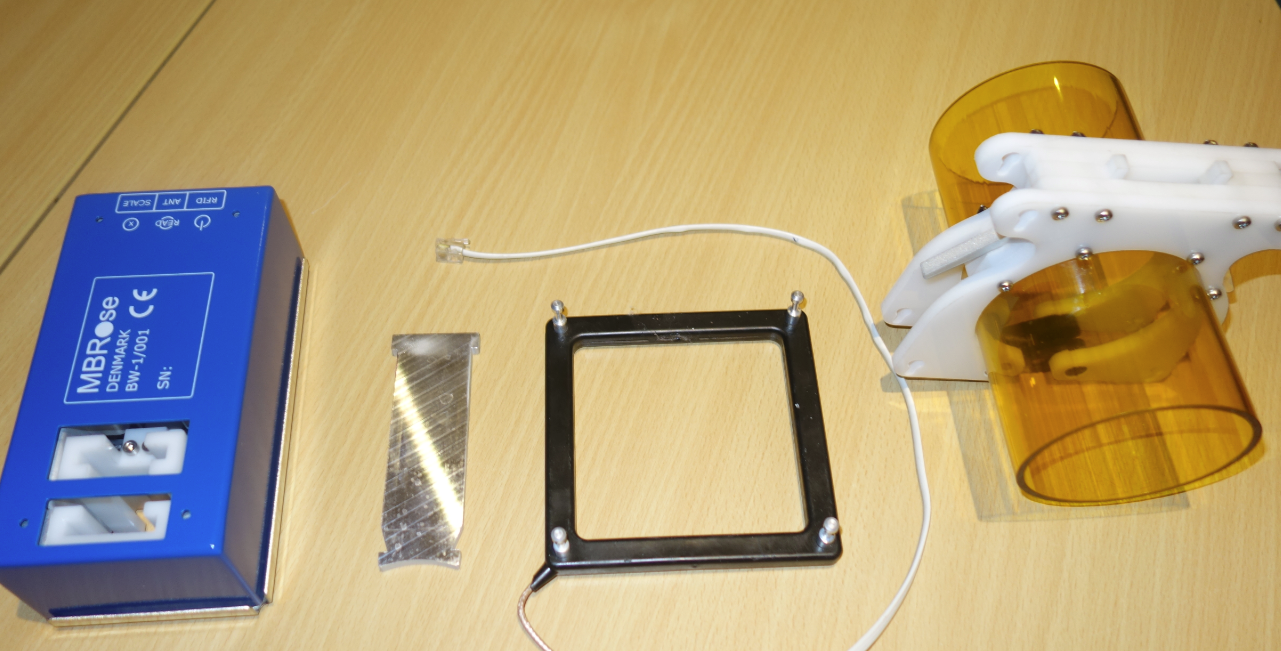 RFID ANT SCALE
READ
MBRose
DENMARK
BW-1/001
SN:
CE